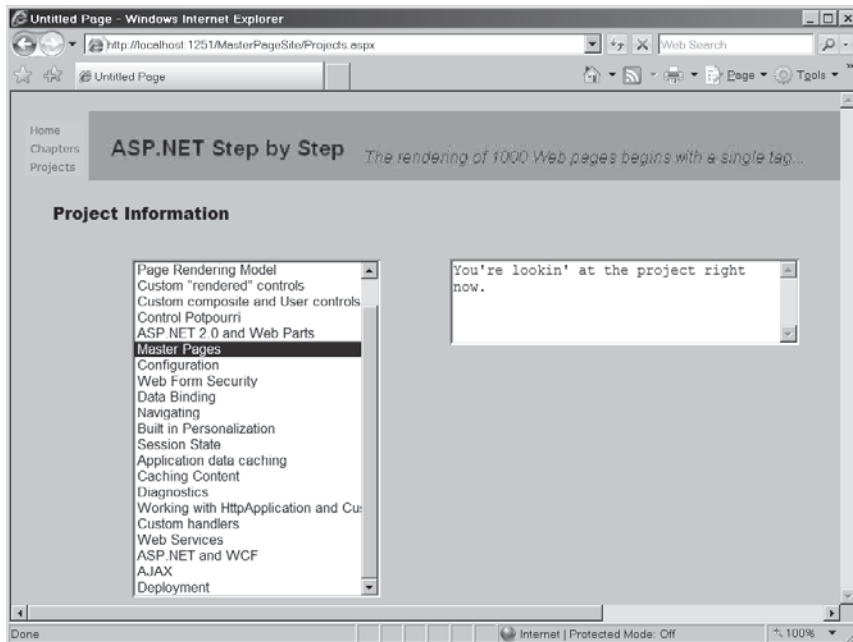 Untitled Page - Windows Internet Explorer
http://localhost:1251/MasterPageSite/Projects.aspx
Web Search
Untitled Page
Page
Tools
Home
Chapters
Projects
ASP.NET Step by Step
The rendering of 1000 Web pages begins with a single tag...
Project Information
Page Rendering Model
Custom "rendered" controls
Custom composite and User controls
Control Potpourri
ASP.NET 2.0 and Web Parts
Master Pages
Configuration
Web Form Security
Data Binding
Navigating
Built in Personalization
Session State
Application data caching
Caching Content
Diagnostics
Working with HttpApplication and Cu
Custom handlers
Web Services
ASP.NET and WCF
AJAX
Deployment
You're lookin' at the project right
now.
Done
Internet | Protected Mode: Off
100%